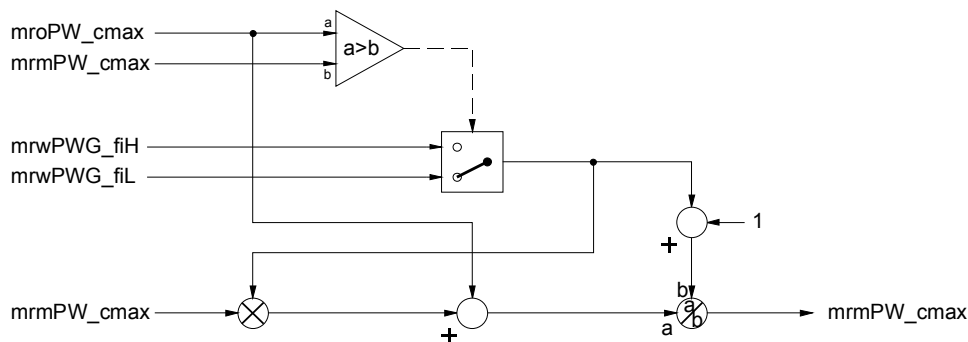 mroPW_cmax
a
a>b
mrmPW_cmax
b
mrwPWG_fiH
mrwPWG_fiL
1
+
mrmPW_cmax
+
b
a
a
b
mrmPW_cmax